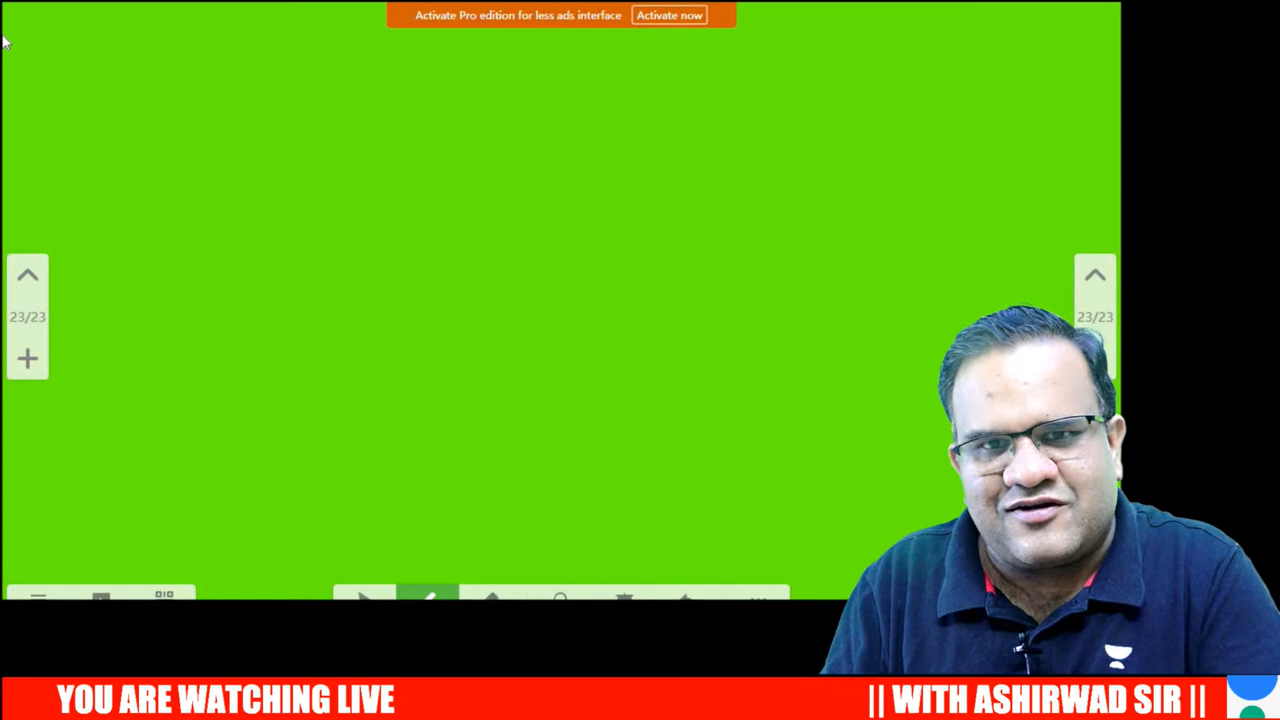 Activate Pro edition for less ads interface Activate now
23/23
23/23
YOU ARE WATCHING LIVE
|| WITH ASHIRWAD SIR ||